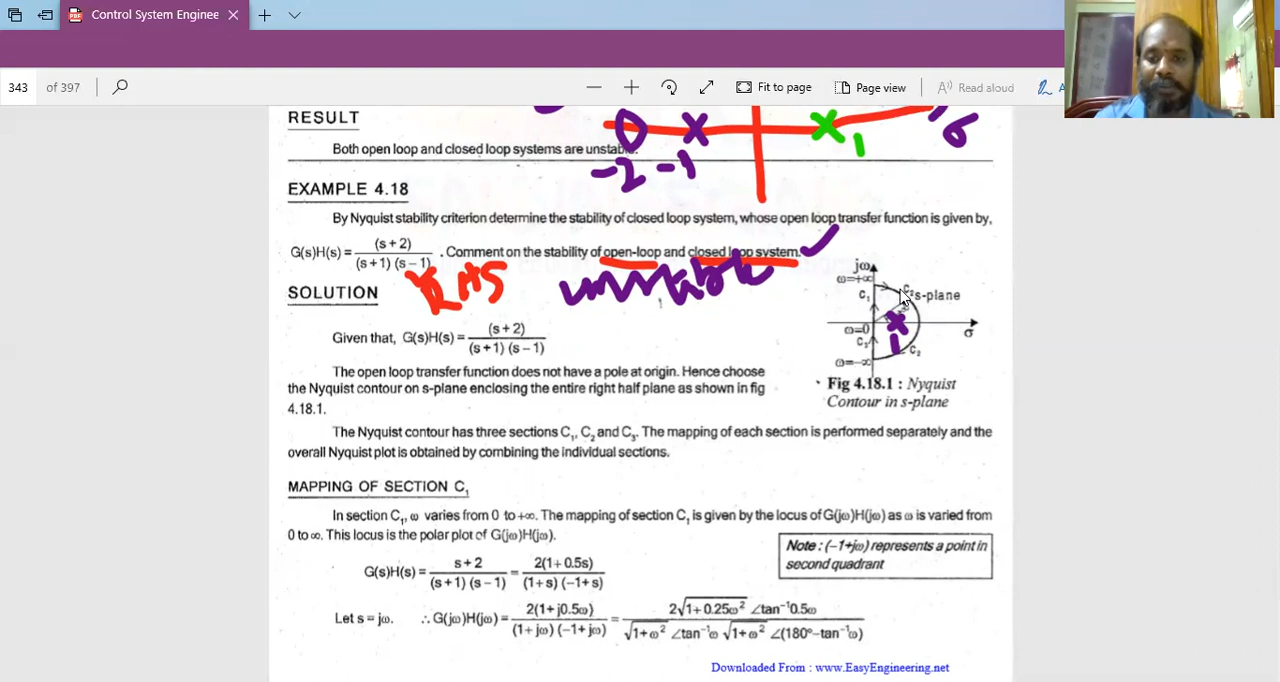 Control System Enginee
343 of 397
Fit to page
Page view
Read aloud
RESULT
Both open loop and closed loop systems are unstable.
-2 -1 1
EXAMPLE 4.18
By Nyquist stability criterion determine the stability of closed loop system, whose open loop transfer function is given by,
G(s)H(s) = (s+2) / (s+1) (s−1) . Comment on the stability of open-loop and closed loop system.
RHS unstable
SOLUTION
Given that, G(s)H(s) = (s+2) / (s+1) (s−1)
The open loop transfer function does not have a pole at origin. Hence choose
the Nyquist contour on s-plane enclosing the entire right half plane as shown in fig
4.18.1.
jω
ω=+∞
C₁
C₂
s-plane
ω=0
σ
1
C₃
C₂
ω=−∞
Fig 4.18.1 : Nyquist
Contour in s-plane
The Nyquist contour has three sections C₁, C₂ and C₃. The mapping of each section is performed separately and the
overall Nyquist plot is obtained by combining the individual sections.
MAPPING OF SECTION C₁
In section C₁, ω varies from 0 to +∞. The mapping of section C₁ is given by the locus of G(jω)H(jω) as ω is varied from
0 to ∞. This locus is the polar plot of G(jω)H(jω).
Note : (−1+jω) represents a point in
second quadrant
G(s)H(s) = s+2 / (s+1) (s−1) = 2(1+0.5s) / (1+s) (−1+s)
Let s = jω. ∴ G(jω)H(jω) = 2(1+j0.5ω) / (1+jω) (−1+jω) = 2√1+0.25ω² ∠tan⁻¹0.5ω / √1+ω² ∠tan⁻¹ω √1+ω² ∠(180°−tan⁻¹ω)
Downloaded From : www.EasyEngineering.net